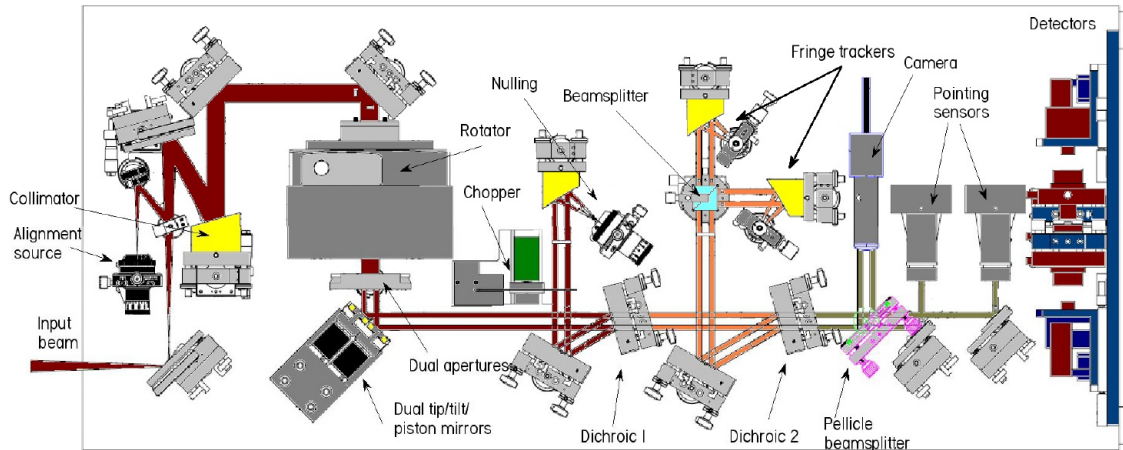 Detectors
Fringe trackers
Camera
Nulling
Beamsplitter
Pointing
sensors
Rotator
Chopper
Collimator
Alignment
source
Input
beam
Dual apertures
Dual tip/tilt/
piston mirrors
Dichroic 1
Dichroic 2
Pellicle
beamsplitter